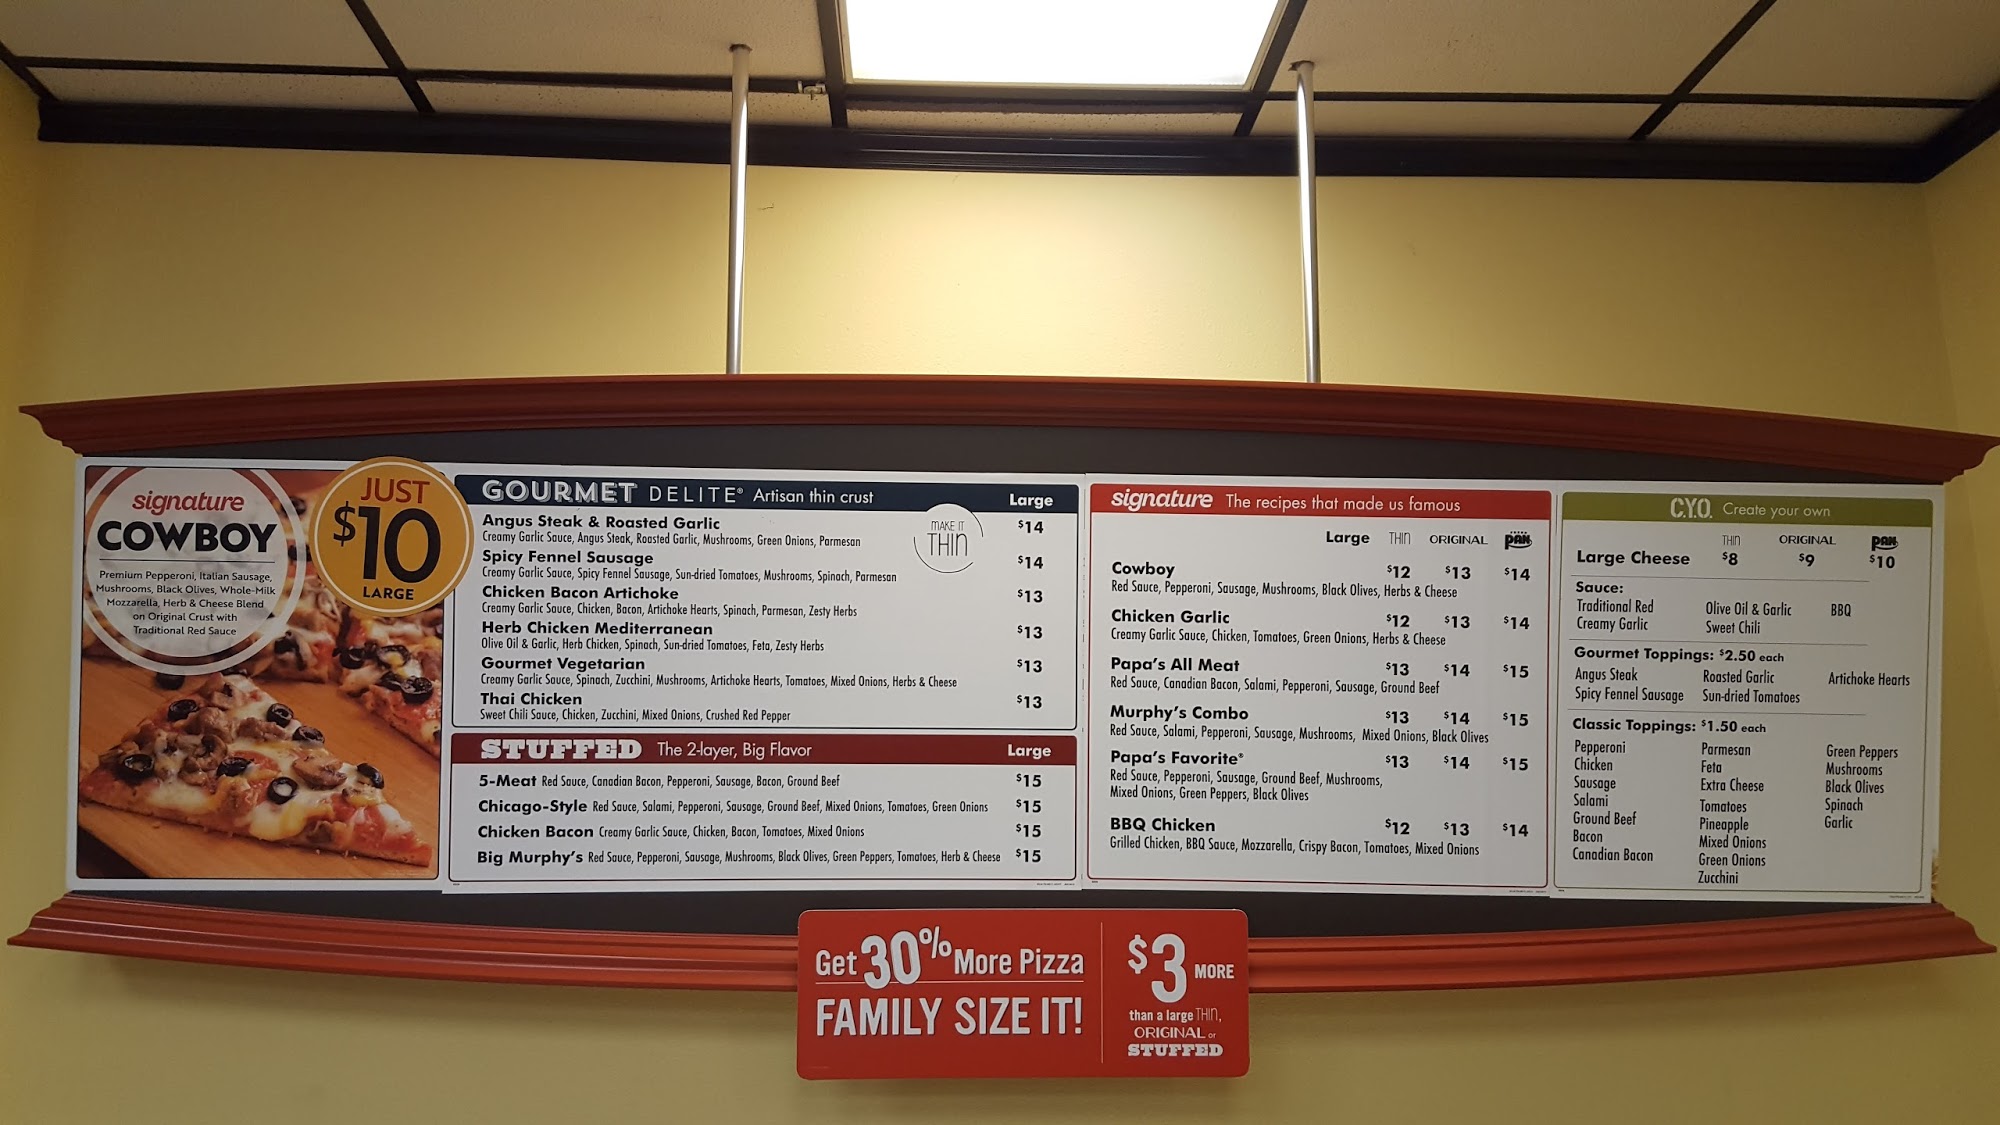 signature
COWBOY
Premium Pepperoni, Italian Sausage,
Mushrooms, Black Olives, Whole-Milk
Mozzarella, Herb & Cheese Blend
on Original Crust with
Traditional Red Sauce
JUST
$10
LARGE
GOURMET DELITE® Artisan thin crust Large
MAKE IT
THIN
Angus Steak & Roasted Garlic $14
Creamy Garlic Sauce, Angus Steak, Roasted Garlic, Mushrooms, Green Onions, Parmesan
Spicy Fennel Sausage $14
Creamy Garlic Sauce, Spicy Fennel Sausage, Sun-dried Tomatoes, Mushrooms, Spinach, Parmesan
Chicken Bacon Artichoke $13
Creamy Garlic Sauce, Chicken, Bacon, Artichoke Hearts, Spinach, Parmesan, Zesty Herbs
Herb Chicken Mediterranean $13
Olive Oil & Garlic, Herb Chicken, Spinach, Sun-dried Tomatoes, Feta, Zesty Herbs
Gourmet Vegetarian $13
Creamy Garlic Sauce, Spinach, Zucchini, Mushrooms, Artichoke Hearts, Tomatoes, Mixed Onions, Herbs & Cheese
Thai Chicken $13
Sweet Chili Sauce, Chicken, Zucchini, Mixed Onions, Crushed Red Pepper
STUFFED The 2-layer, Big Flavor Large
5-Meat Red Sauce, Canadian Bacon, Pepperoni, Sausage, Bacon, Ground Beef $15
Chicago-Style Red Sauce, Salami, Pepperoni, Sausage, Ground Beef, Mixed Onions, Tomatoes, Green Onions $15
Chicken Bacon Creamy Garlic Sauce, Chicken, Bacon, Tomatoes, Mixed Onions $15
Big Murphy's Red Sauce, Pepperoni, Sausage, Mushrooms, Black Olives, Green Peppers, Tomatoes, Herb & Cheese $15
signature The recipes that made us famous
Large THIN ORIGINAL PAN
Cowboy $12 $13 $14
Red Sauce, Pepperoni, Sausage, Mushrooms, Black Olives, Herbs & Cheese
Chicken Garlic $12 $13 $14
Creamy Garlic Sauce, Chicken, Tomatoes, Green Onions, Herbs & Cheese
Papa's All Meat $13 $14 $15
Red Sauce, Canadian Bacon, Salami, Pepperoni, Sausage, Ground Beef
Murphy's Combo $13 $14 $15
Red Sauce, Salami, Pepperoni, Sausage, Mushrooms, Mixed Onions, Black Olives
Papa's Favorite® $13 $14 $15
Red Sauce, Pepperoni, Sausage, Ground Beef, Mushrooms,
Mixed Onions, Green Peppers, Black Olives
BBQ Chicken $12 $13 $14
Grilled Chicken, BBQ Sauce, Mozzarella, Crispy Bacon, Tomatoes, Mixed Onions
C.Y.O. Create your own
THIN ORIGINAL PAN
Large Cheese $8 $9 $10
Sauce:
Traditional Red Olive Oil & Garlic BBQ
Creamy Garlic Sweet Chili
Gourmet Toppings: $2.50 each
Angus Steak Roasted Garlic Artichoke Hearts
Spicy Fennel Sausage Sun-dried Tomatoes
Classic Toppings: $1.50 each
Pepperoni Parmesan Green Peppers
Chicken Feta Mushrooms
Sausage Extra Cheese Black Olives
Salami Tomatoes Spinach
Ground Beef Pineapple Garlic
Bacon Mixed Onions
Canadian Bacon Green Onions
Zucchini
Get 30% More Pizza
FAMILY SIZE IT!
$3 MORE
than a large THIN,
ORIGINAL or
STUFFED